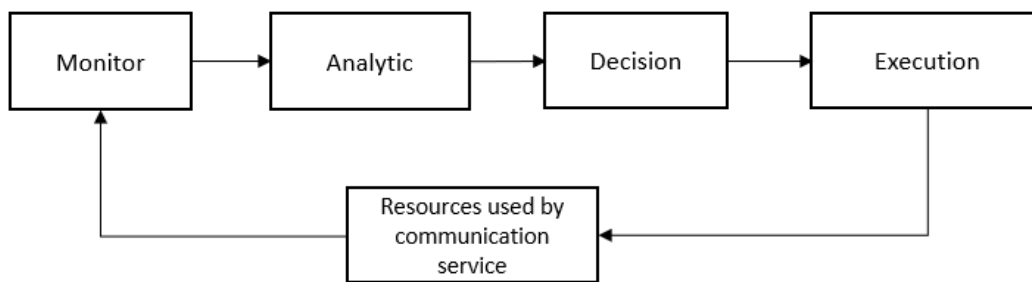 Monitor
Analytic
Decision
Execution
Resources used by
communication
service